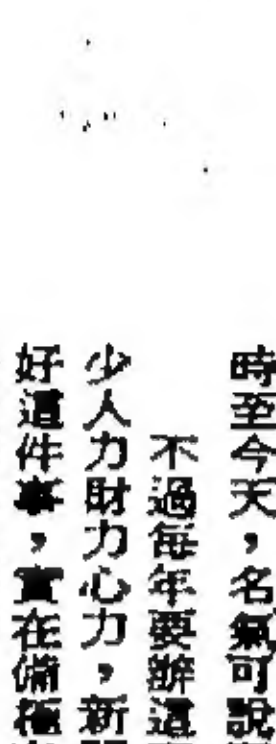 時至今天，名氣可說
不過每年要辦這
少人力財力心力，新
好這件事，實在備極